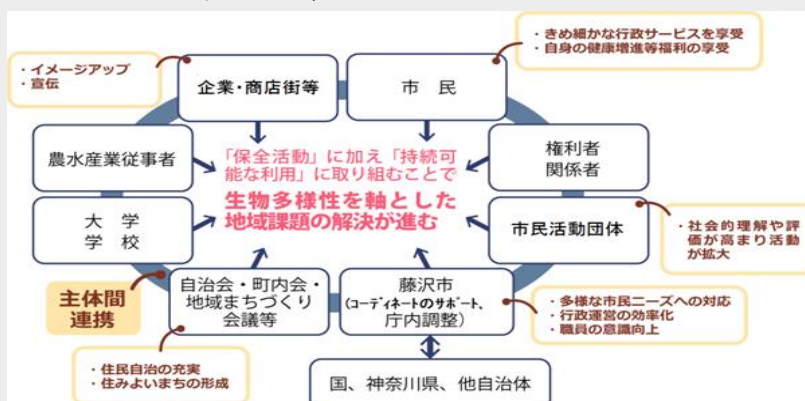 ・きめ細かな行政サービスを享受
・自身の健康増進等福利の享受
・イメージアップ
・宣伝
企業・商店街等
市 民
農水産業従事者
「保全活動」に加え「持続可
能な利用」に取り組むことで
生物多様性を軸とした
地域課題の解決が進む
権利者
関係者
大 学
学 校
市民活動団体
・社会的理解や評
価が高まり活動
が拡大
主体間
連携
自治会・町内会・
地域まちづくり
会議等
藤沢市
(コーディネートのサポート、
庁内調整)
・多様な市民ニーズへの対応
・行政運営の効率化
・職員の意識向上
・住民自治の充実
・住みよいまちの形成
国、神奈川県、他自治体